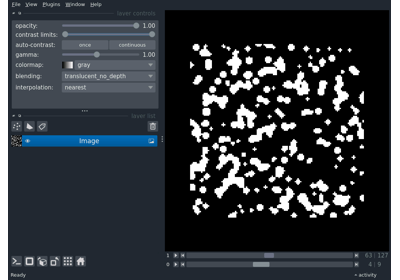 File View Plugins Window Help
layer controls
opacity: 1.00
contrast limits:
auto-contrast: once continuous
gamma: 1.00
colormap: gray
blending: translucent_no_depth
interpolation: nearest
layer list
Image
1 63 127
0 4 9
Ready activity